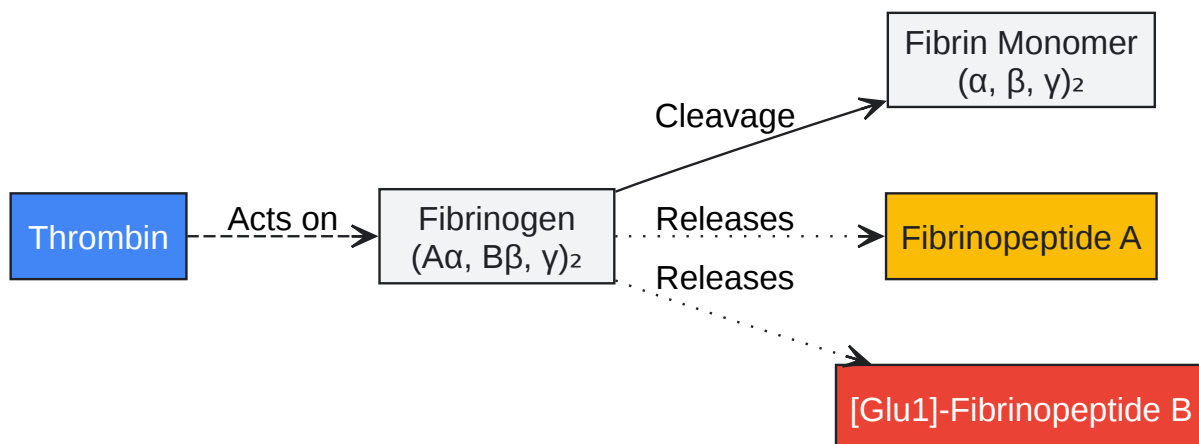 Thrombin
Acts on
Fibrinogen
(Aα, Bβ, γ)₂
Cleavage
Fibrin Monomer
(α, β, γ)₂
Releases
Fibrinopeptide A
Releases
[Glu1]-Fibrinopeptide B